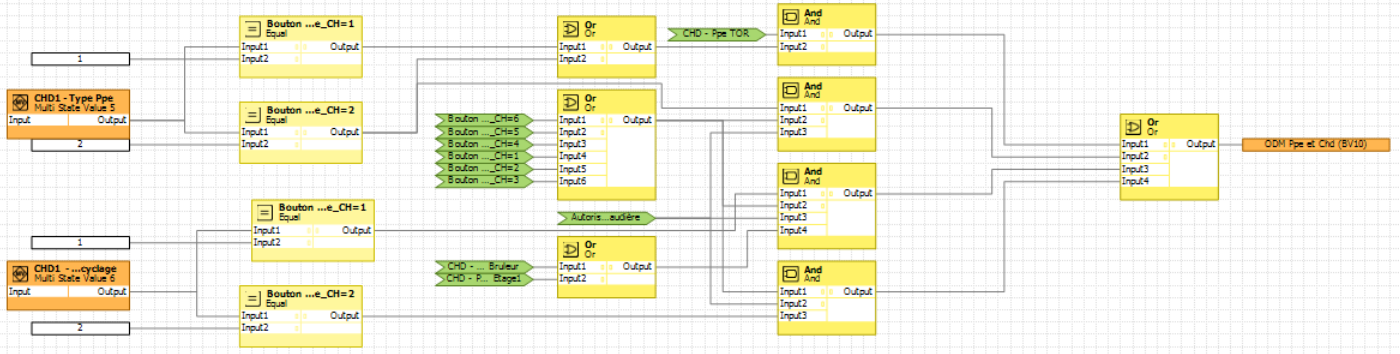 Bouton ...e_CH=1
Equal
Input1 Output
Input2
1
CHD1 - Type Ppe
Multi State Value 5
Input Output
2
Bouton ...e_CH=2
Equal
Input1 Output
Input2
Or
Or
Input1 Output
Input2
CHD - Ppe TOR
And
And
Input1 Output
Input2
Bouton ..._CH=6
Bouton ..._CH=5
Bouton ..._CH=4
Bouton ..._CH=1
Bouton ..._CH=2
Bouton ..._CH=3
Or
Or
Input1 Output
Input2
Input3
Input4
Input5
Input6
And
And
Input1 Output
Input2
Input3
Bouton ...e_CH=1
Equal
Input1 Output
Input2
1
CHD1 - ...cyclage
Multi State Value 6
Input Output
2
Bouton ...e_CH=2
Equal
Input1 Output
Input2
Autoris...audière
CHD - ... Bruleur
CHD - P... Etage1
Or
Or
Input1 Output
Input2
And
And
Input1 Output
Input2
Input3
Input4
And
And
Input1 Output
Input2
Input3
Or
Or
Input1 Output
Input2
Input3
Input4
ODM Ppe et Chd (BV10)